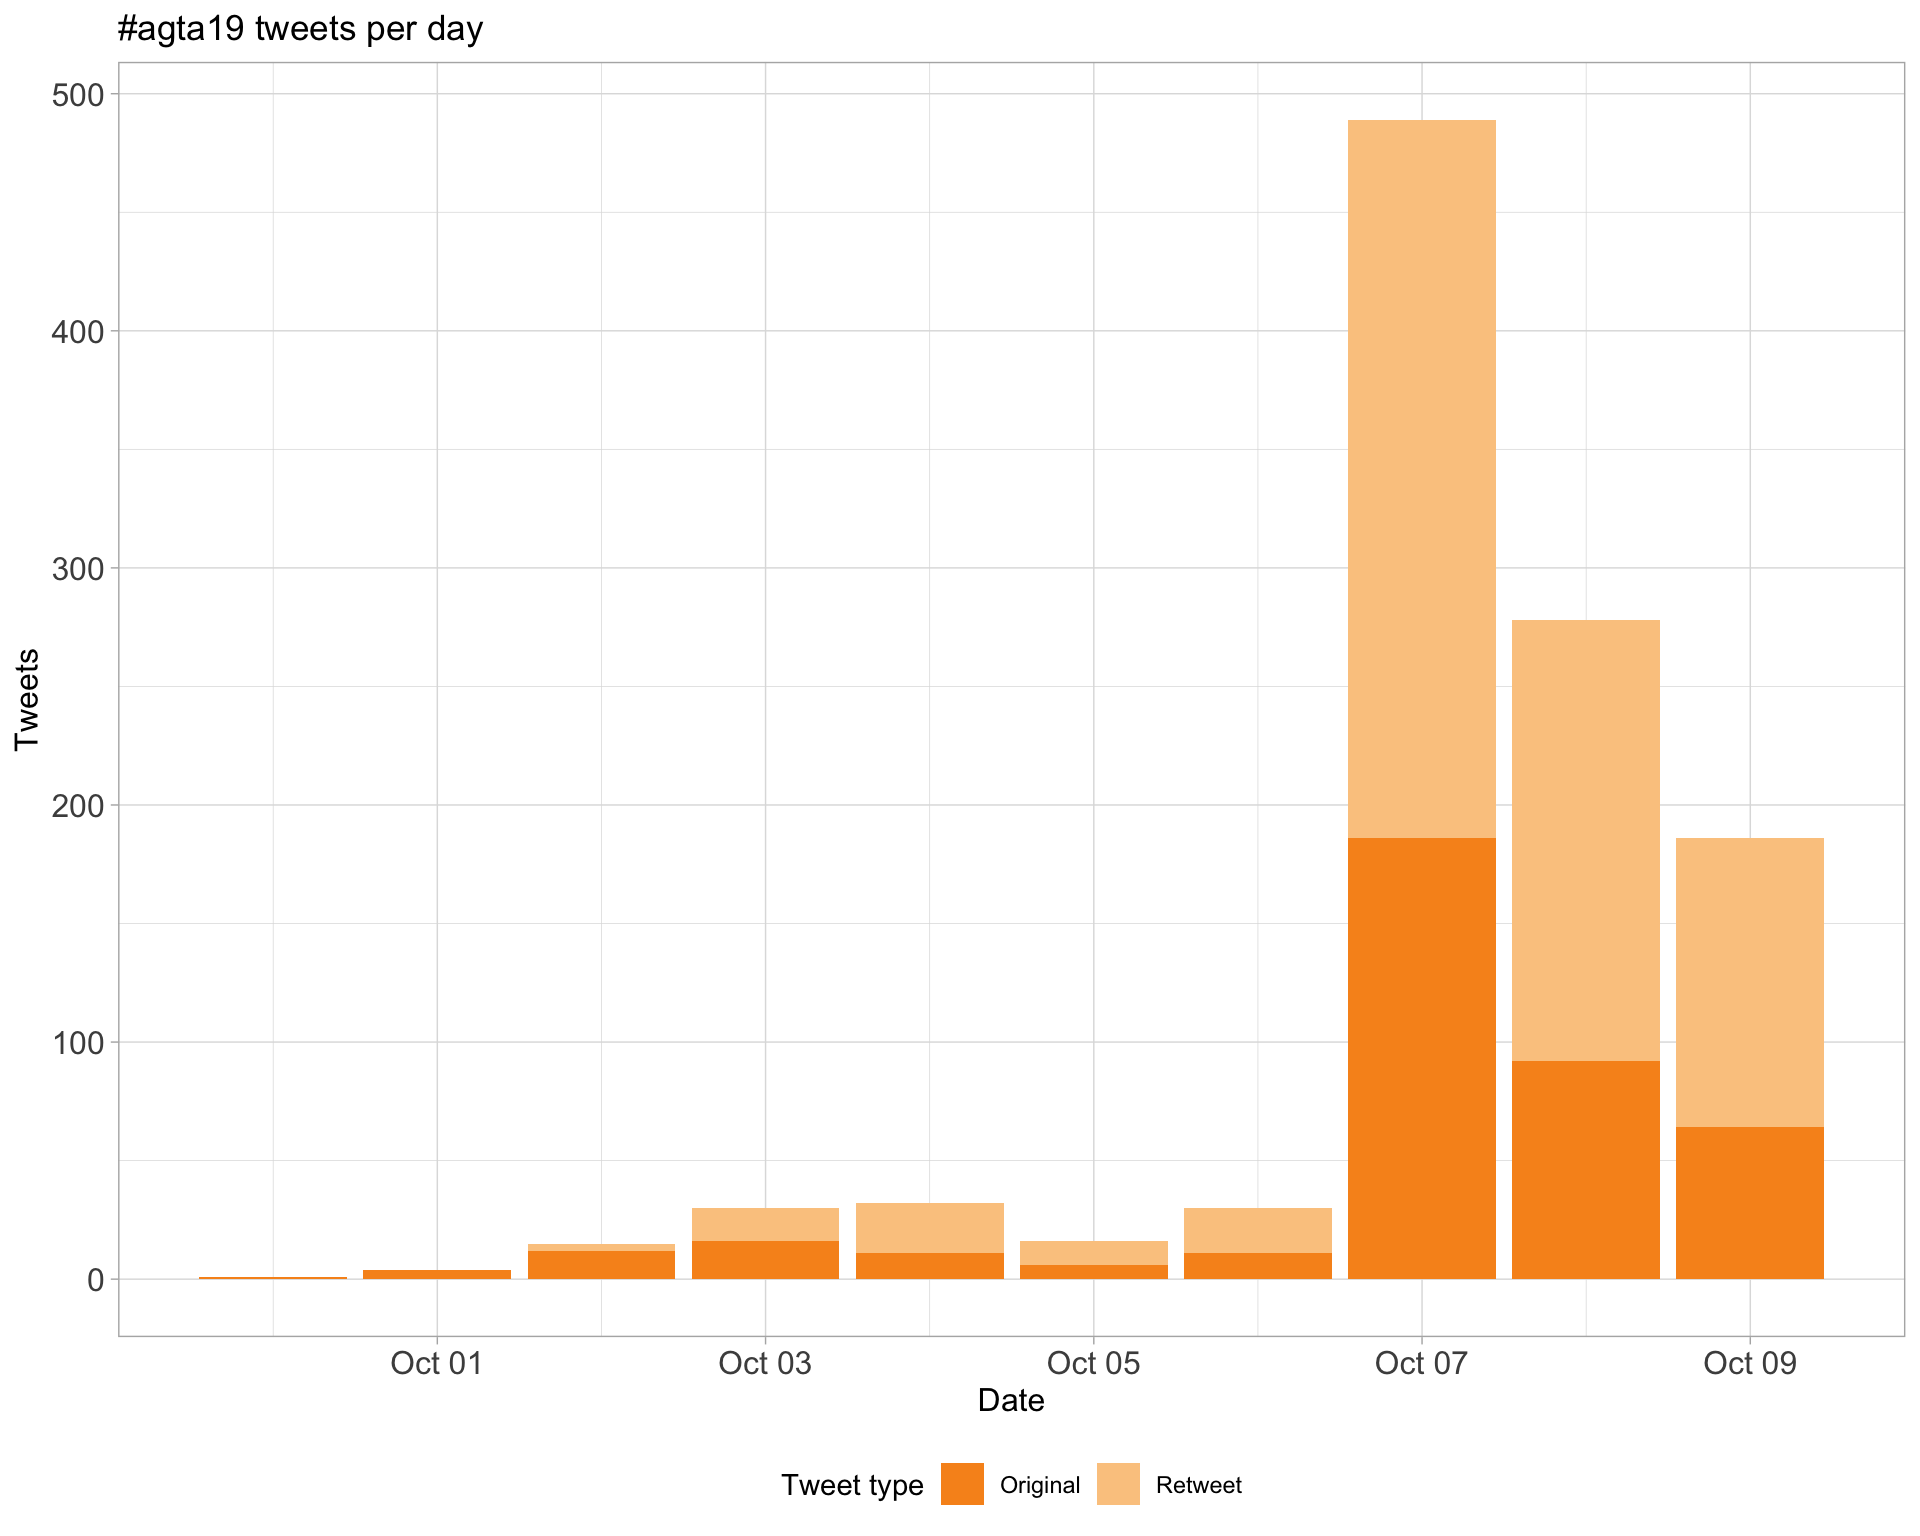 #agta19 tweets per day
500
400
300
200
100
0
Tweets
Oct 01 Oct 03 Oct 05 Oct 07 Oct 09
Date
Tweet type Original Retweet